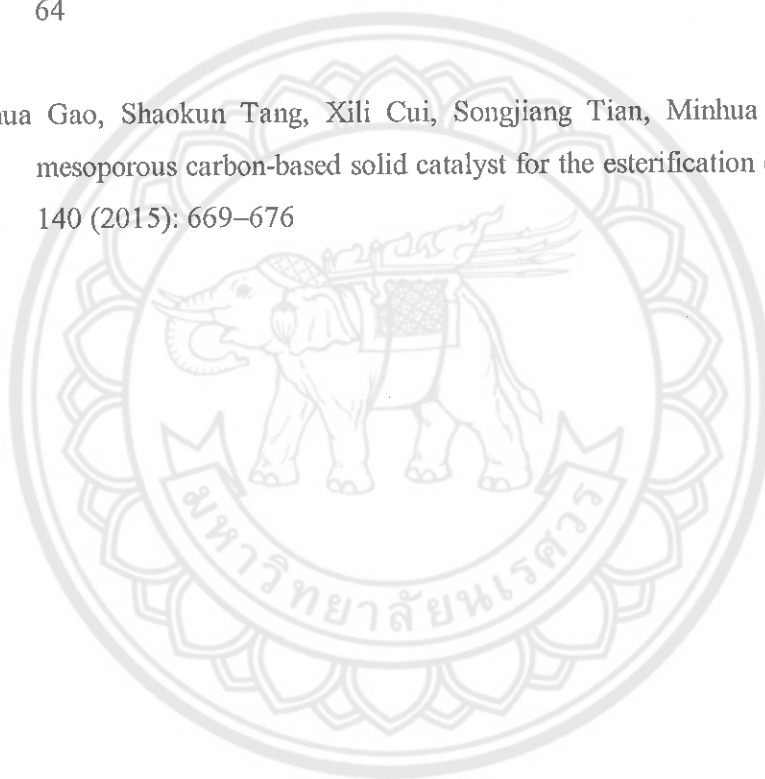 64
Gao, Shaokun Tang, Xili Cui, Songjiang Tian, Minhua
mesoporous carbon-based solid catalyst for the esterification
140 (2015): 669–676
มหาวิทยาลัยนเรศวร